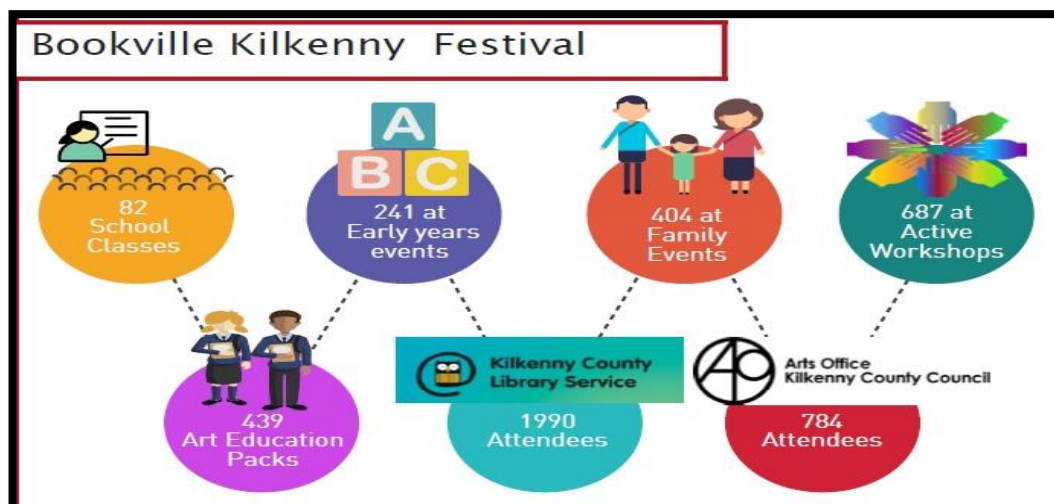 Bookville Kilkenny Festival
A
B C
82
School
Classes
241 at
Early years
events
404 at
Family
Events
687 at
Active
Workshops
439
Art Education
Packs
Kilkenny County
Library Service
1990
Attendees
AO
Arts Office
Kilkenny County Council
784
Attendees